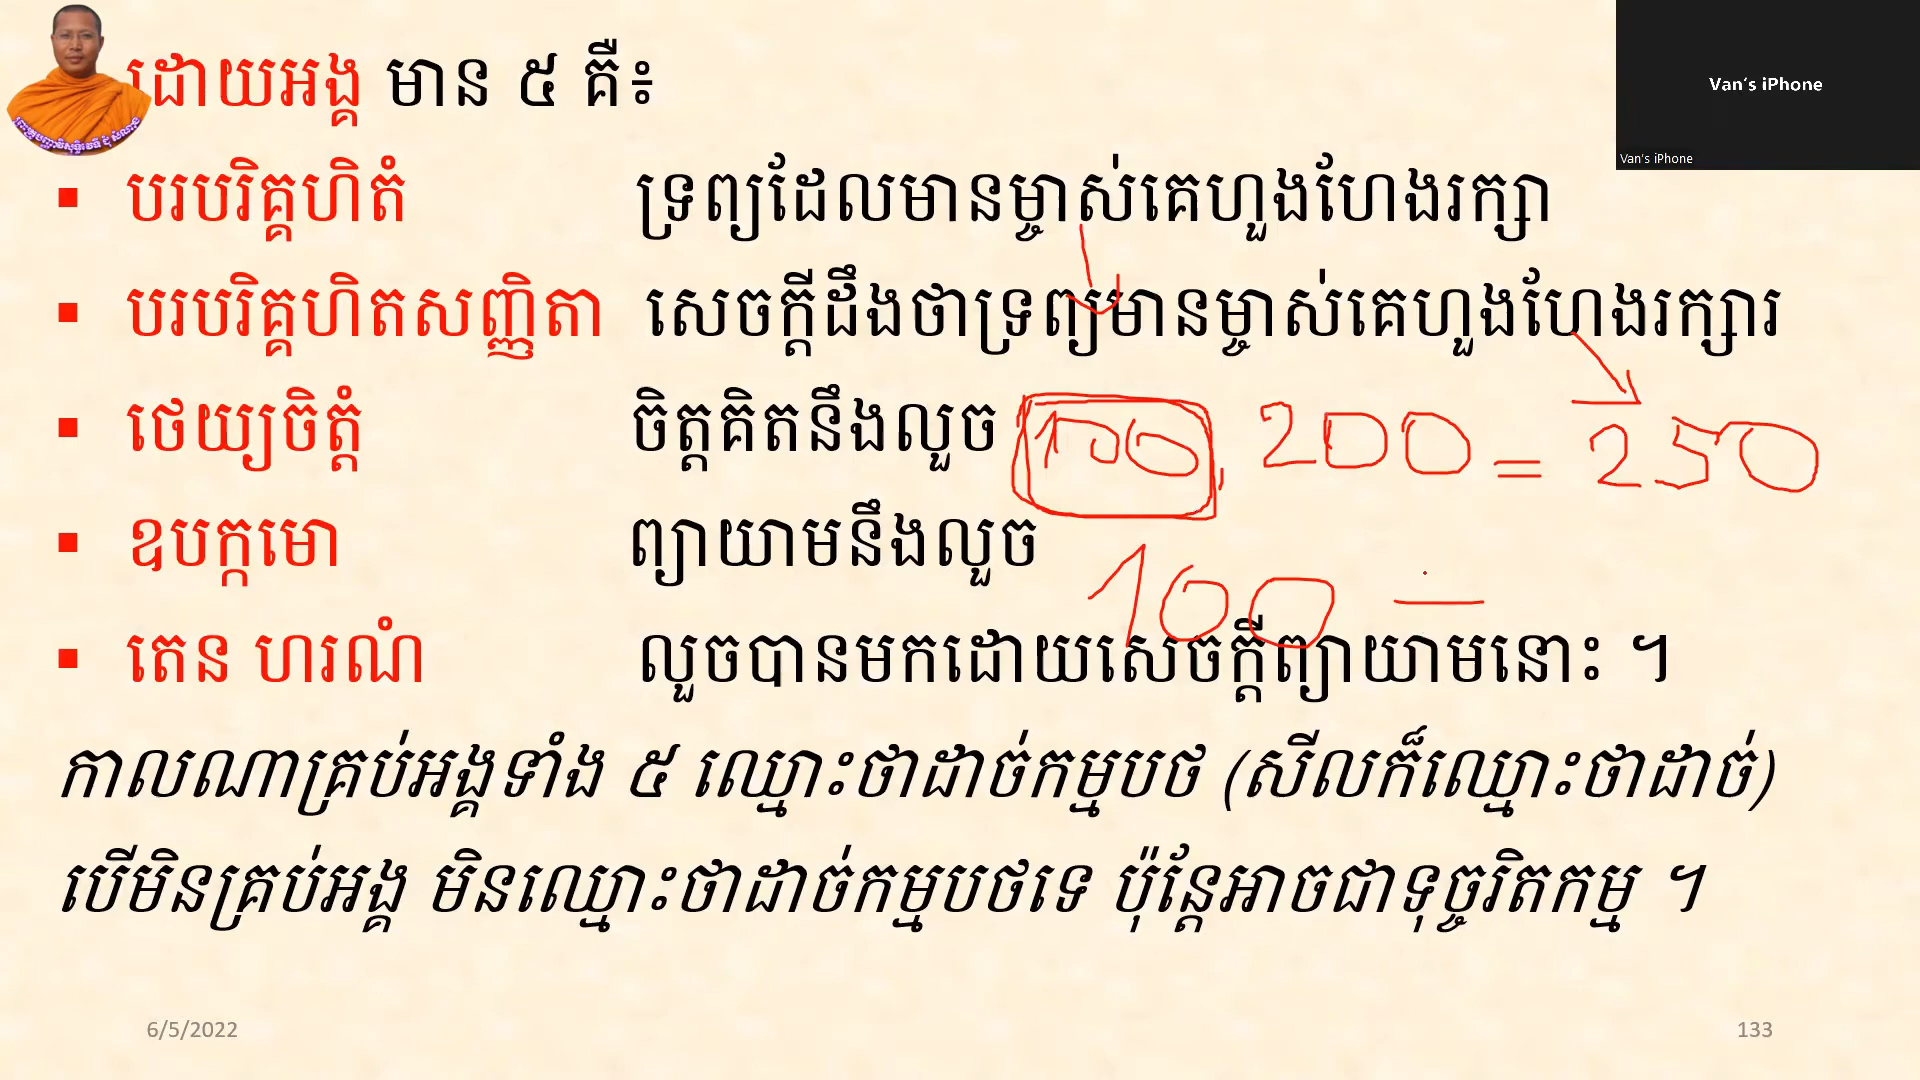 ដោយអង្គ មាន ៥ គឺ៖
Van's iPhone
Van's iPhone
▪ បរបរិគ្គហិតំ ទ្រព្យដែលមានម្ចាស់គេហួងហែងរក្សា
▪ បរបរិគ្គហិតសញ្ញិតា សេចក្តីដឹងថាទ្រព្យមានម្ចាស់គេហួងហែងរក្សារ
▪ ថេយ្យចិត្តំ ចិត្តគិតនឹងលួច 100, 200 = 250
▪ ឧបក្កមោ ព្យាយាមនឹងលួច
100 –
▪ តេន ហរណំ លួចបានមកដោយសេចក្តីព្យាយាមនោះ ។
កាលណាគ្រប់អង្គទាំង ៥ ឈ្មោះថាដាច់កម្មបថ (សីលក៏ឈ្មោះថាដាច់)
បើមិនគ្រប់អង្គ មិនឈ្មោះថាដាច់កម្មបថទេ ប៉ុន្តែអាចជាទុច្ចរិតកម្ម ។
6/5/2022
133